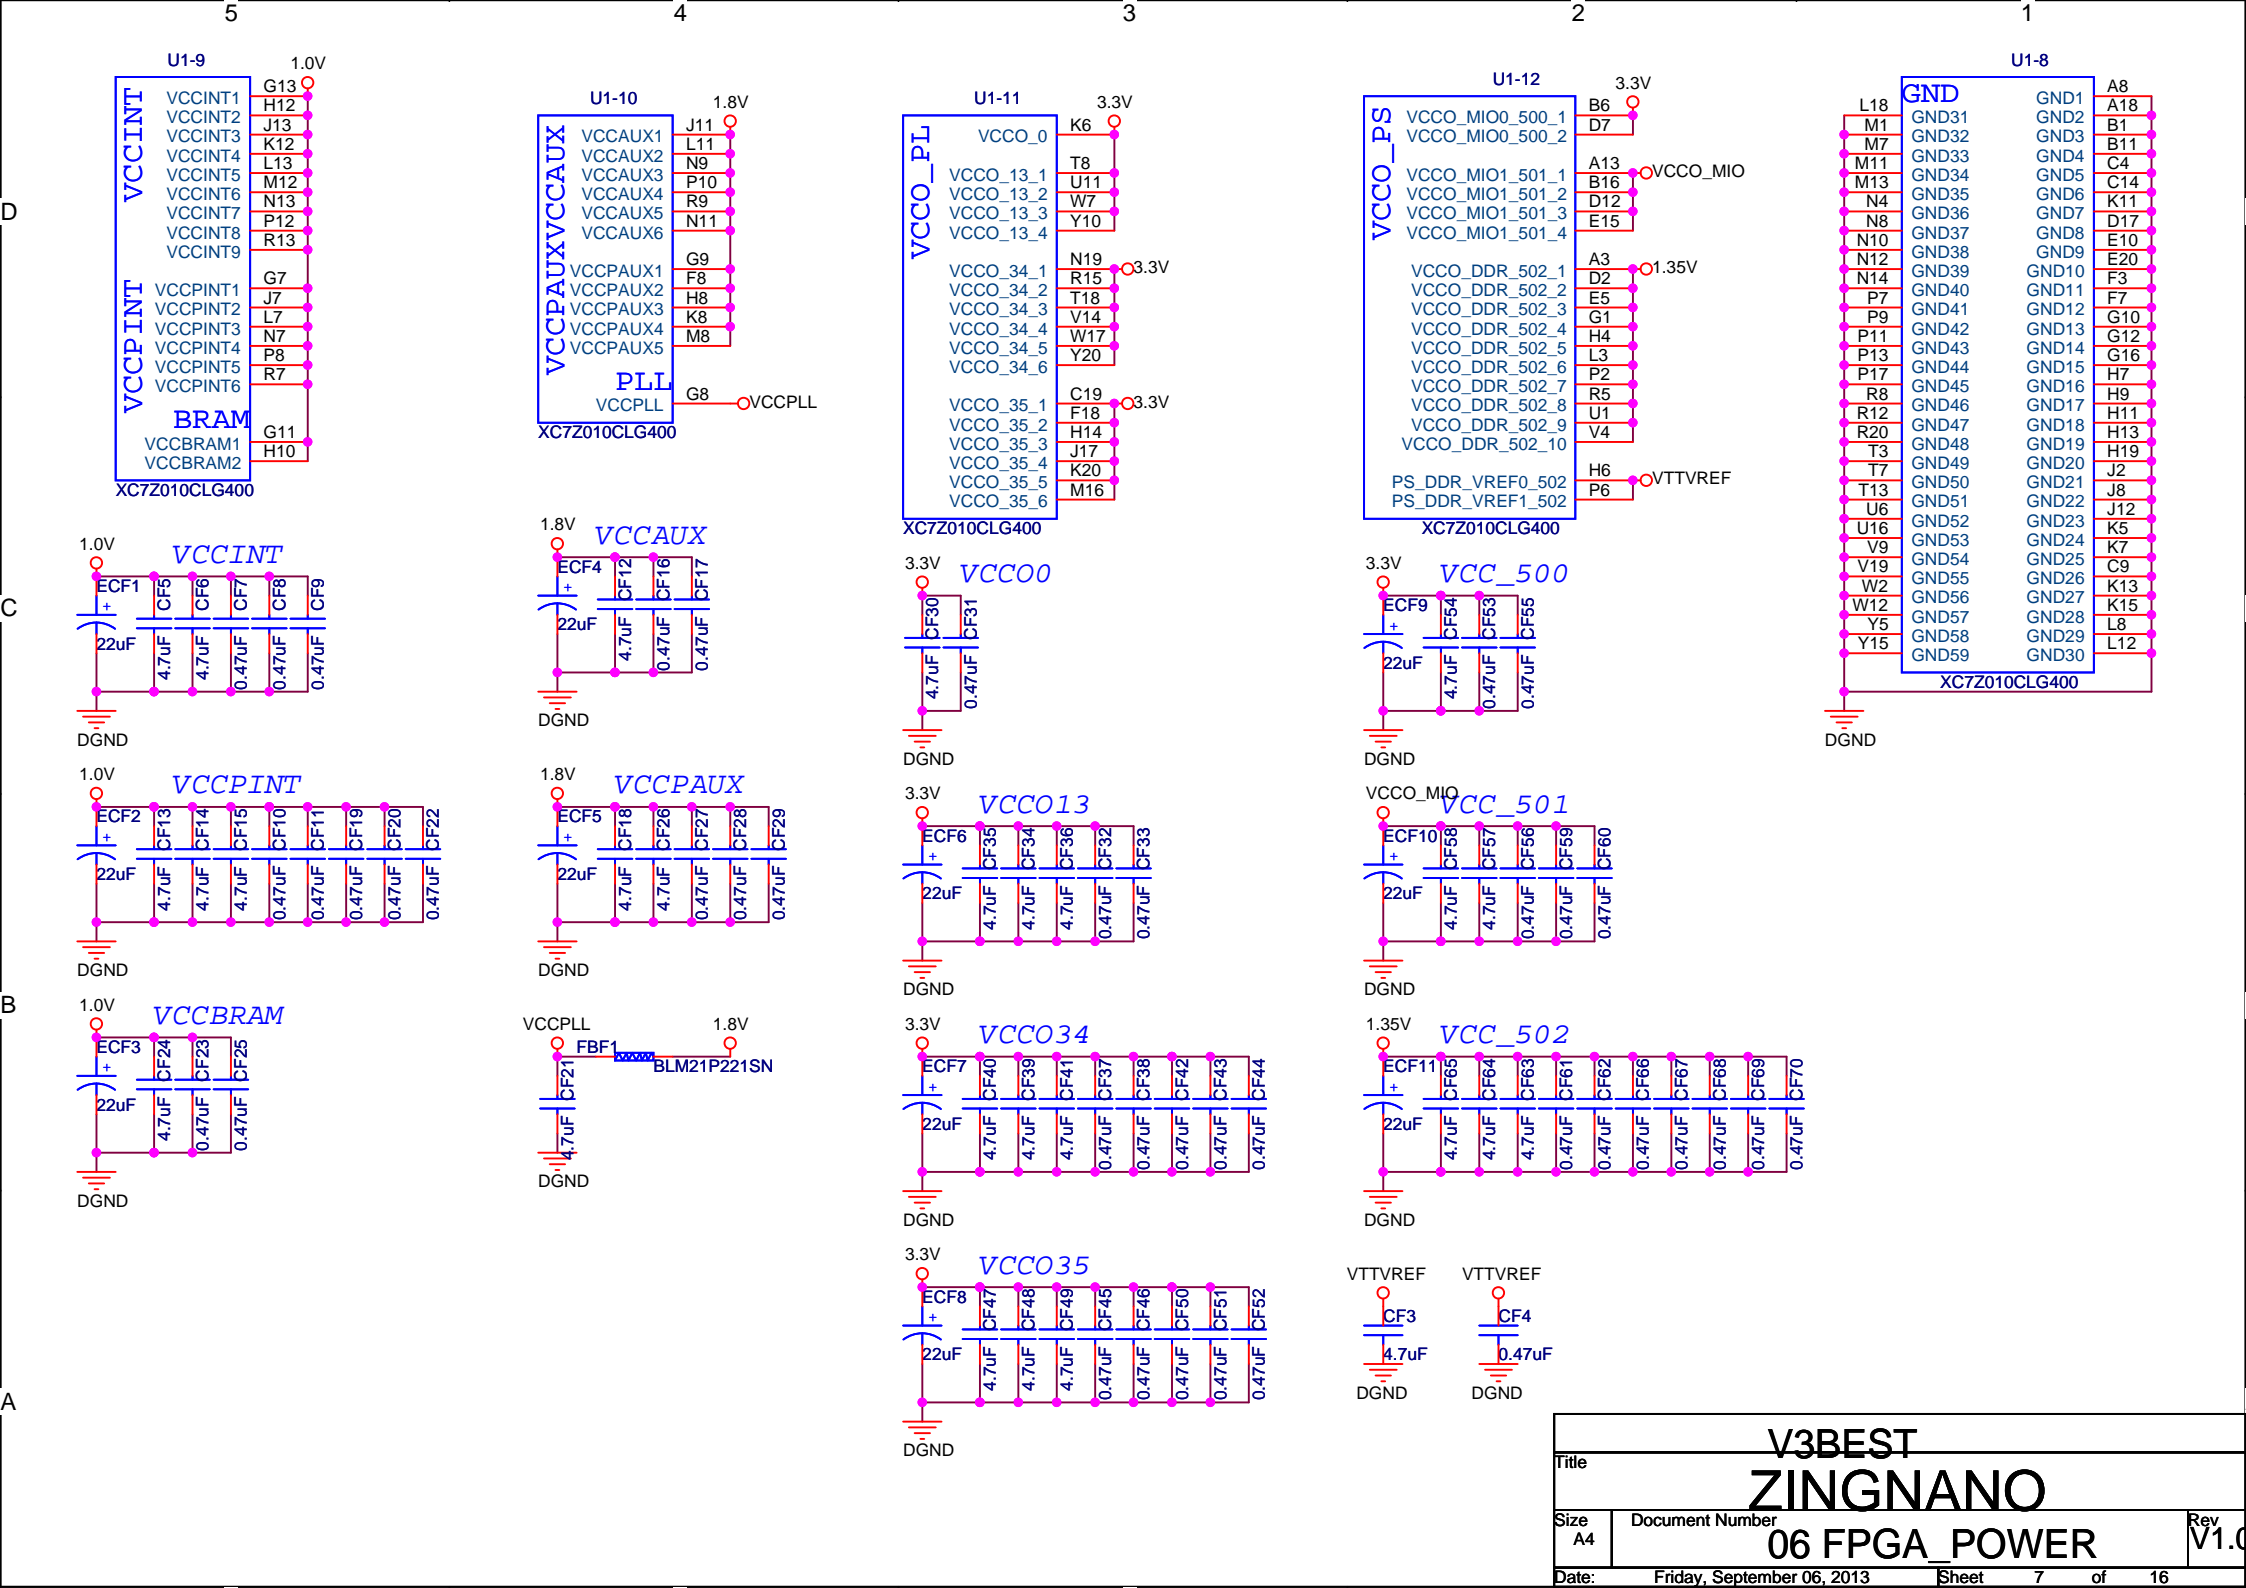 5 4 3 2 1
D
C
B
A
U1-9
1.0V
VCCINT
VCCPINT
BRAM
VCCINT1 G13
VCCINT2 H12
VCCINT3 J13
VCCINT4 K12
VCCINT5 L13
VCCINT6 M12
VCCINT7 N13
VCCINT8 P12
VCCINT9 R13
VCCPINT1 G7
VCCPINT2 J7
VCCPINT3 L7
VCCPINT4 N7
VCCPINT5 P8
VCCPINT6 R7
VCCBRAM1 G11
VCCBRAM2 H10
XC7Z010CLG400
U1-10
1.8V
VCCPAUXVCCAUX
VCCAUX1 J11
VCCAUX2 L11
VCCAUX3 N9
VCCAUX4 P10
VCCAUX5 R9
VCCAUX6 N11
VCCPAUX1 G9
VCCPAUX2 F8
VCCPAUX3 H8
VCCPAUX4 K8
VCCPAUX5 M8
PLL
VCCPLL G8 VCCPLL
XC7Z010CLG400
U1-11
3.3V
VCCO_PL
VCCO_0 K6
VCCO_13_1 T8
VCCO_13_2 U11
VCCO_13_3 W7
VCCO_13_4 Y10
VCCO_34_1 N19 3.3V
VCCO_34_2 R15
VCCO_34_3 T18
VCCO_34_4 V14
VCCO_34_5 W17
VCCO_34_6 Y20
VCCO_35_1 C19 3.3V
VCCO_35_2 F18
VCCO_35_3 H14
VCCO_35_4 J17
VCCO_35_5 K20
VCCO_35_6 M16
XC7Z010CLG400
U1-12
3.3V
VCCO_PS
VCCO_MIO0_500_1 B6
VCCO_MIO0_500_2 D7
VCCO_MIO1_501_1 A13 VCCO_MIO
VCCO_MIO1_501_2 B16
VCCO_MIO1_501_3 D12
VCCO_MIO1_501_4 E15
VCCO_DDR_502_1 A3 1.35V
VCCO_DDR_502_2 D2
VCCO_DDR_502_3 E5
VCCO_DDR_502_4 G1
VCCO_DDR_502_5 H4
VCCO_DDR_502_6 L3
VCCO_DDR_502_7 P2
VCCO_DDR_502_8 R5
VCCO_DDR_502_9 U1
VCCO_DDR_502_10 V4
PS_DDR_VREF0_502 H6 VTTVREF
PS_DDR_VREF1_502 P6
XC7Z010CLG400
U1-8
GND
GND1 A8
L18 GND31 GND2 A18
M1 GND32 GND3 B1
M7 GND33 GND4 B11
M11 GND34 GND5 C4
M13 GND35 GND6 C14
N4 GND36 GND7 K11
N8 GND37 GND8 D17
N10 GND38 GND9 E10
N12 GND39 GND10 E20
N14 GND40 GND11 F3
P7 GND41 GND12 F7
P9 GND42 GND13 G10
P11 GND43 GND14 G12
P13 GND44 GND15 G16
P17 GND45 GND16 H7
R8 GND46 GND17 H9
R12 GND47 GND18 H11
R20 GND48 GND19 H13
T3 GND49 GND20 H19
T7 GND50 GND21 J2
T13 GND51 GND22 J8
U6 GND52 GND23 J12
U16 GND53 GND24 K5
V9 GND54 GND25 K7
V19 GND55 GND26 C9
W2 GND56 GND27 K13
W12 GND57 GND28 K15
Y5 GND58 GND29 L8
Y15 GND59 GND30 L12
XC7Z010CLG400
DGND
1.0V VCCINT
ECF1 CF5 CF6 CF7 CF8 CF9
22uF 4.7uF 4.7uF 0.47uF 0.47uF 0.47uF
DGND
1.8V VCCAUX
ECF4 CF12 CF16 CF17
22uF 4.7uF 0.47uF 0.47uF
DGND
3.3V VCCO0
CF30 CF31
4.7uF 0.47uF
DGND
3.3V VCC_500
ECF9 CF54 CF53 CF55
22uF 4.7uF 0.47uF 0.47uF
DGND
1.0V VCCPINT
ECF2 CF13 CF14 CF15 CF10 CF11 CF19 CF20 CF22
22uF 4.7uF 4.7uF 4.7uF 0.47uF 0.47uF 0.47uF 0.47uF 0.47uF
DGND
1.8V VCCPAUX
ECF5 CF18 CF26 CF27 CF28 CF29
22uF 4.7uF 4.7uF 0.47uF 0.47uF 0.47uF
DGND
3.3V VCCO13
ECF6 CF35 CF34 CF36 CF32 CF33
22uF 4.7uF 4.7uF 4.7uF 0.47uF 0.47uF
DGND
VCCO_MIO VCC_501
ECF10 CF58 CF57 CF56 CF59 CF60
22uF 4.7uF 4.7uF 0.47uF 0.47uF 0.47uF
DGND
1.0V VCCBRAM
ECF3 CF24 CF23 CF25
22uF 4.7uF 0.47uF 0.47uF
DGND
VCCPLL 1.8V
FBF1
BLM21P221SN
CF21
4.7uF
DGND
3.3V VCCO34
ECF7 CF40 CF39 CF41 CF37 CF38 CF42 CF43 CF44
22uF 4.7uF 4.7uF 4.7uF 0.47uF 0.47uF 0.47uF 0.47uF 0.47uF
DGND
1.35V VCC_502
ECF11 CF65 CF64 CF63 CF61 CF62 CF66 CF67 CF68 CF69 CF70
22uF 4.7uF 4.7uF 4.7uF 0.47uF 0.47uF 0.47uF 0.47uF 0.47uF 0.47uF 0.47uF
DGND
3.3V VCCO35
ECF8 CF47 CF48 CF49 CF45 CF46 CF50 CF51 CF52
22uF 4.7uF 4.7uF 4.7uF 0.47uF 0.47uF 0.47uF 0.47uF 0.47uF
DGND
VTTVREF VTTVREF
CF3 CF4
4.7uF 0.47uF
DGND DGND
V3BEST
Title
ZINGNANO
Size Document Number Rev
A4 06 FPGA_POWER V1.0
Date: Friday, September 06, 2013 Sheet 7 of 16